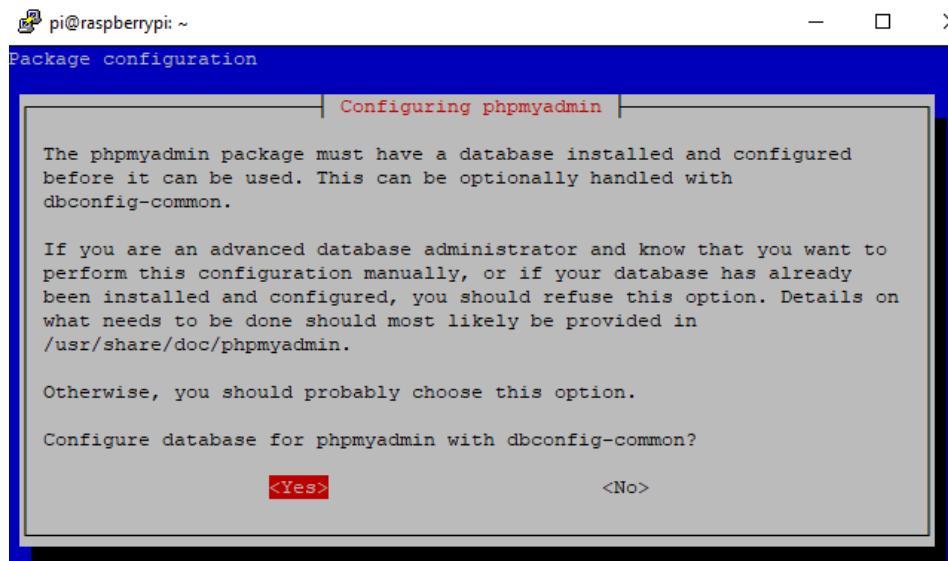 pi@raspberrypi: ~
Package configuration
Configuring phpmyadmin
The phpmyadmin package must have a database installed and configured
before it can be used. This can be optionally handled with
dbconfig-common.
If you are an advanced database administrator and know that you want to
perform this configuration manually, or if your database has already
been installed and configured, you should refuse this option. Details on
what needs to be done should most likely be provided in
/usr/share/doc/phpmyadmin.
Otherwise, you should probably choose this option.
Configure database for phpmyadmin with dbconfig-common?
<Yes> <No>